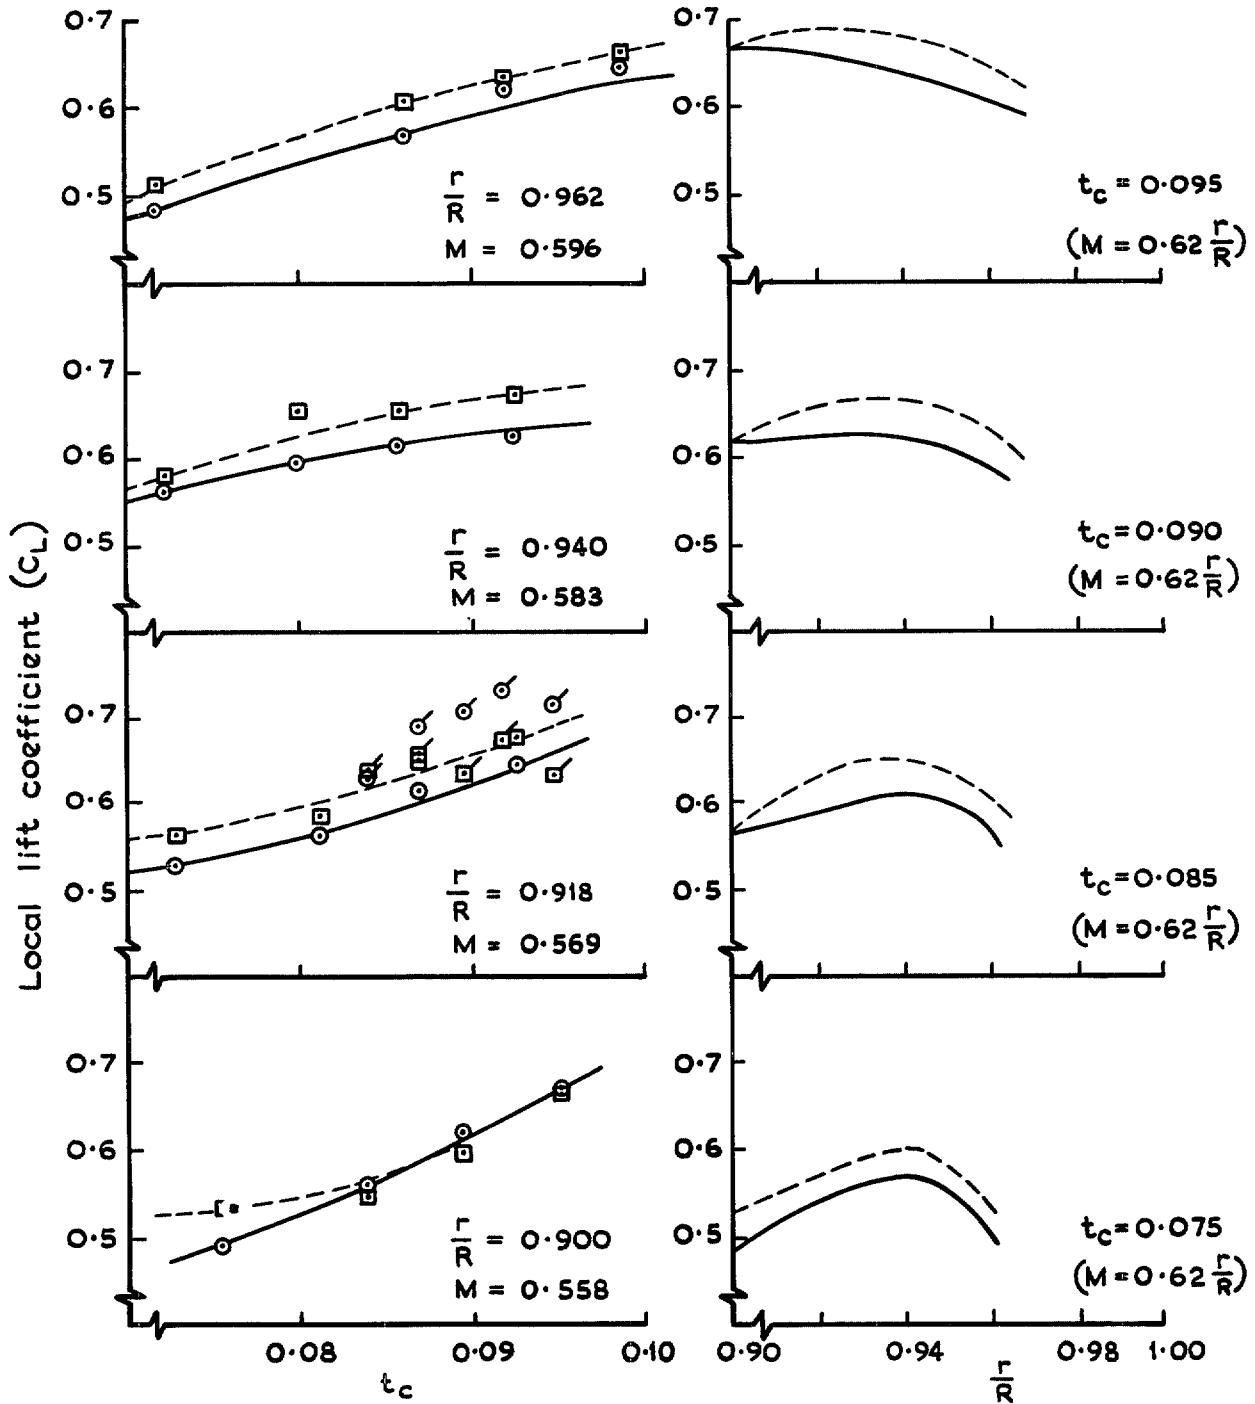 Local lift coefficient (C_L)
0.7
0.6
0.5
r/R = 0.962
M = 0.596
0.7
0.6
0.5
t_c = 0.095
(M = 0.62 r/R)
0.7
0.6
0.5
r/R = 0.940
M = 0.583
0.7
0.6
0.5
t_c = 0.090
(M = 0.62 r/R)
0.7
0.6
0.5
r/R = 0.918
M = 0.569
0.7
0.6
0.5
t_c = 0.085
(M = 0.62 r/R)
0.7
0.6
0.5
r/R = 0.900
M = 0.558
0.7
0.6
0.5
t_c = 0.075
(M = 0.62 r/R)
0.08 0.09 0.10
t_c
0.90 0.94 0.98 1.00
r/R